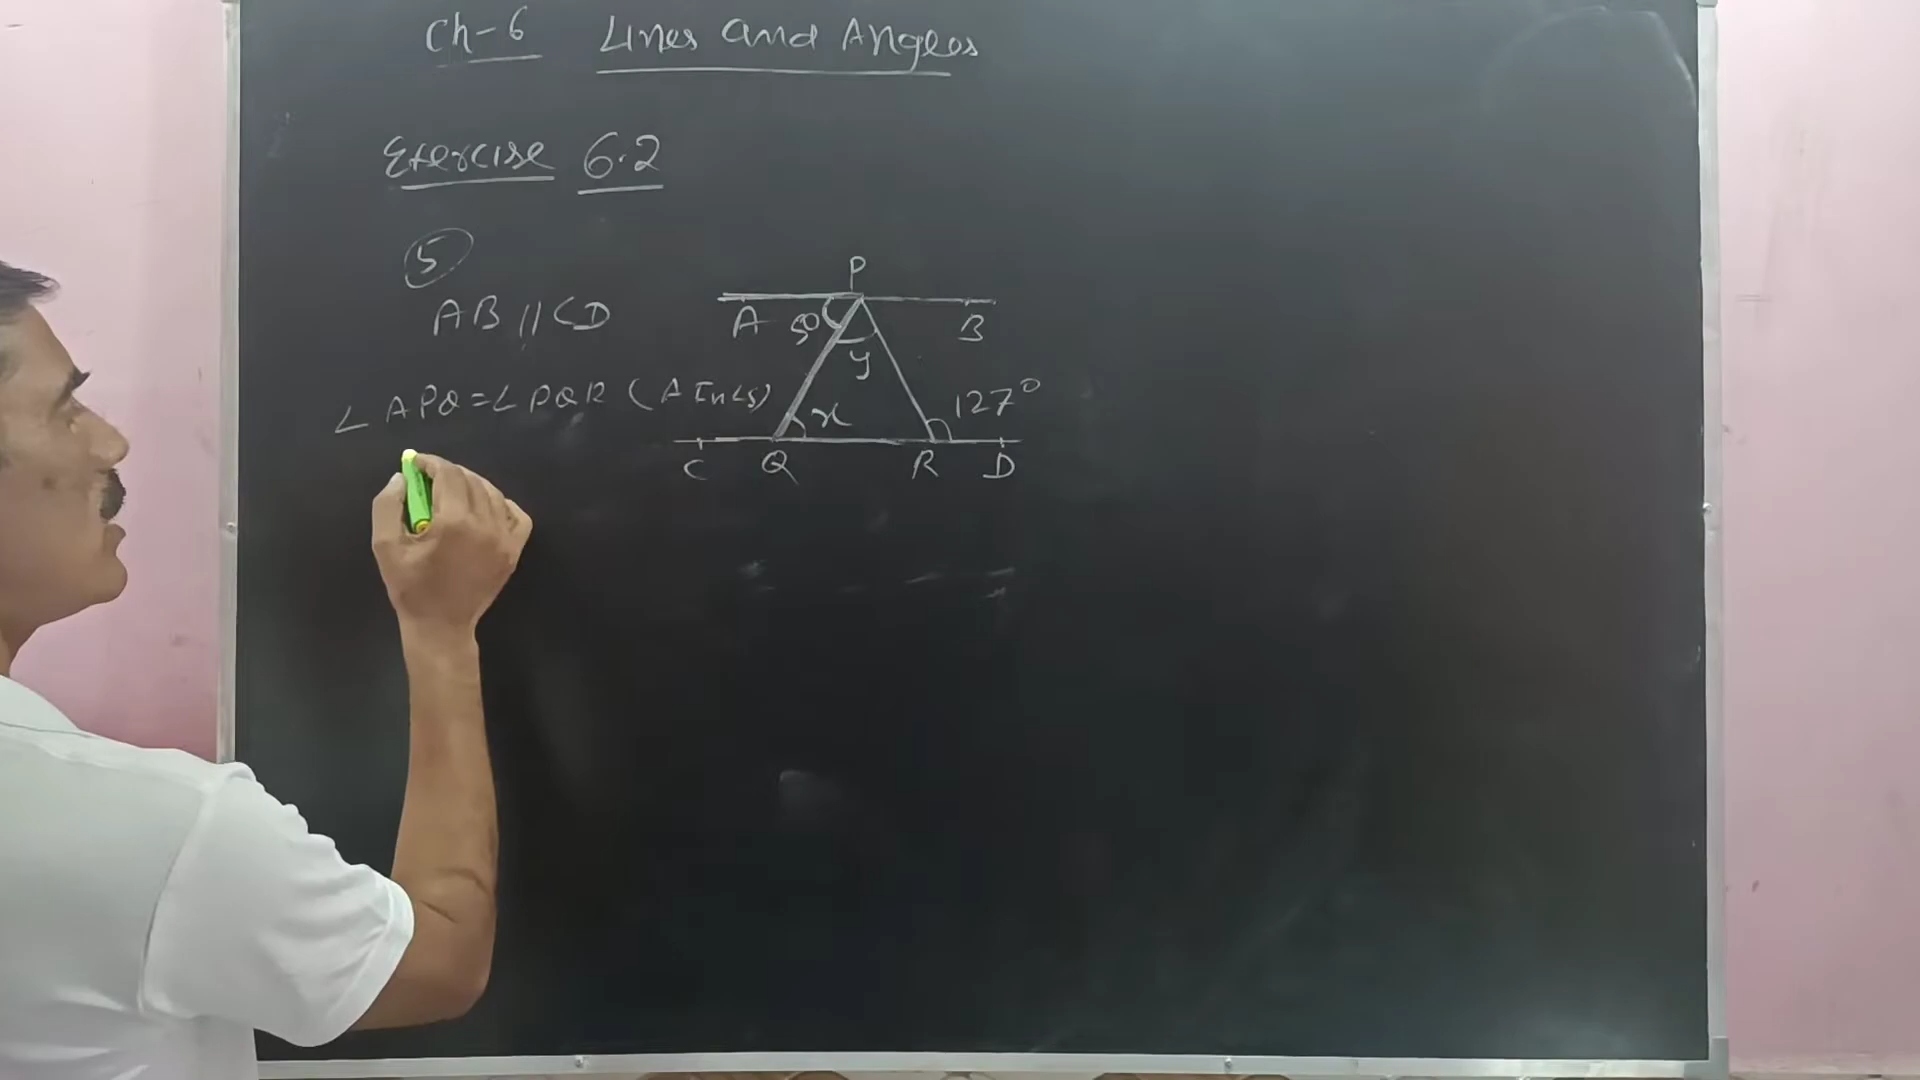 Ch-6 Lines and Angles
Exercise 6.2
5
AB || CD
∠APQ = ∠PQR (A In∠s)
P
A 50 B
y
x 127°
C Q R D